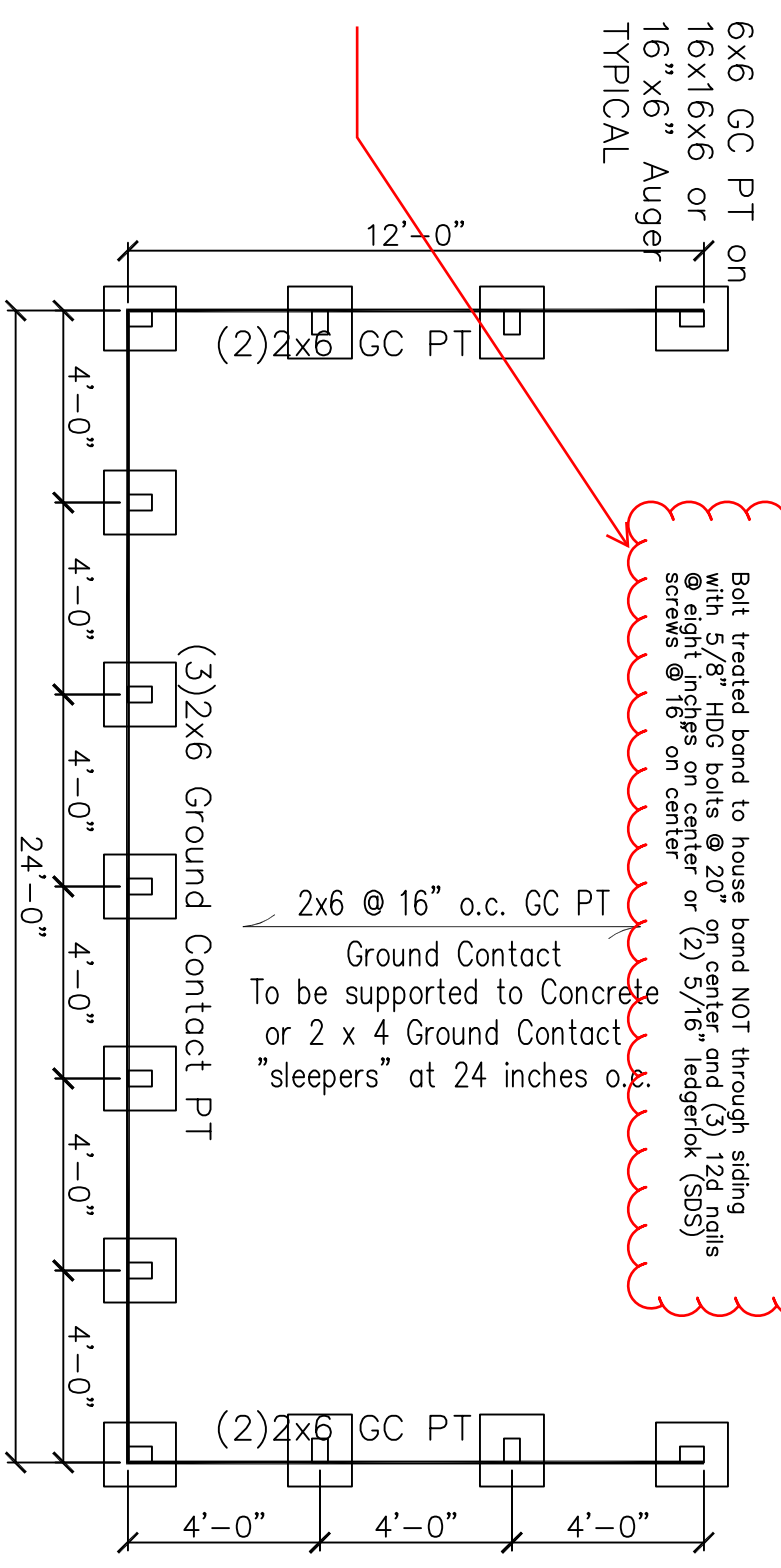 6x6 GC PT on
16x16x6 or
16"x6" Auger
TYPICAL
12'-0"
(2)2x6 GC PT
Bolt treated band to house band NOT through siding
with 5/8" HDG bolts @ 20" on center and (3) 12d nails
@ eight inches on center or (2) 5/16" ledgerlok (SDS)
screws @ 16" on center
4'-0"
4'-0"
4'-0"
4'-0"
4'-0"
4'-0"
24'-0"
(3)2x6 Ground Contact PT
2x6 @ 16" o.c. GC PT
Ground Contact
To be supported to Concrete
or 2 x 4 Ground Contact
"sleepers" at 24 inches o.c.
(2)2x6 GC PT
4'-0"
4'-0"
4'-0"